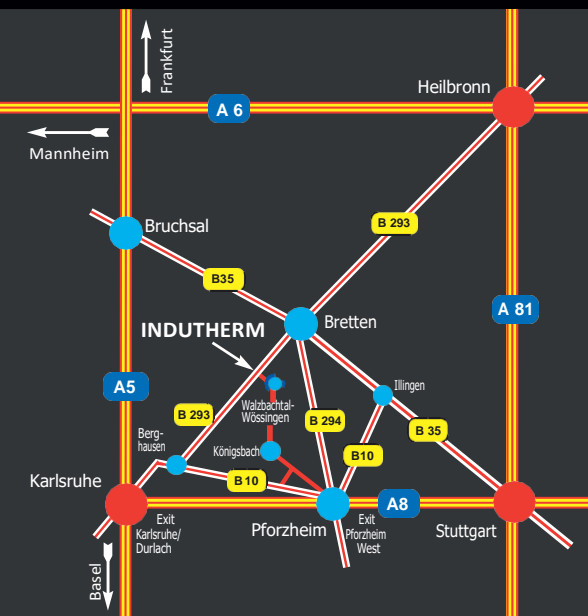 Frankfurt
Heilbronn
A 6
Mannheim
Bruchsal
B 293
B35
A 81
INDUTHERM
Bretten
A5
Illingen
Walzbachtal-
Wössingen
B 293
B 294
B 35
Berg-
hausen
Königsbach
B10
B10
Karlsruhe
A8
Exit
Karlsruhe/
Durlach
Pforzheim
Exit
Pforzheim
West
Stuttgart
Basel